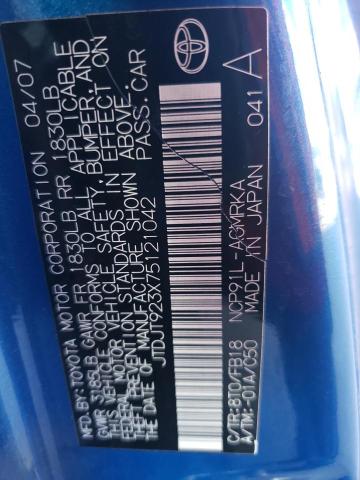 MFD.BY:TOYOTA MOTOR CORPORATION 04/07
GVWR 3185LB GAWR FR 1830LB RR 1830LB
THIS VEHICLE CONFORMS TO ALL APPLICABLE
FEDERAL MOTOR VEHICLE SAFETY, BUMPER, AND
THEFT PREVENTION STANDARDS IN EFFECT ON
THE DATE OF MANUFACTURE SHOWN ABOVE.
JTDJT923X75121042 PASS. CAR
C/TR:8T0/FB18 NCP91L-AGMRKA 041 A
A/TM:-01A/C50 MADE IN JAPAN